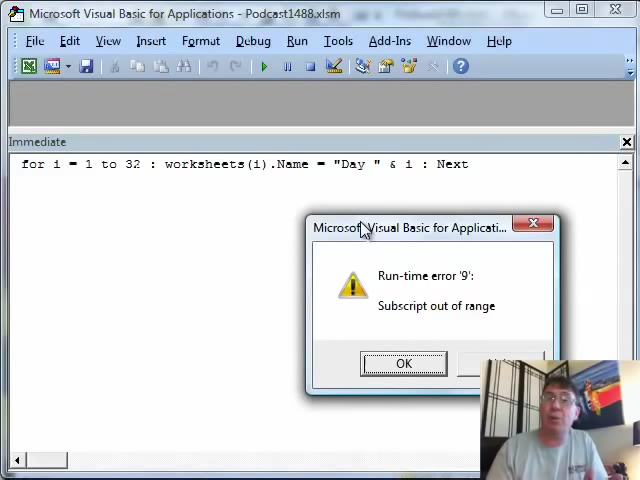 Microsoft Visual Basic for Applications - Podcast1488.xlsm
File Edit View Insert Format Debug Run Tools Add-Ins Window Help
Immediate
for i = 1 to 32 : worksheets(i).Name = "Day " & i : Next
Microsoft Visual Basic for Applicati...
Run-time error '9':
Subscript out of range
OK